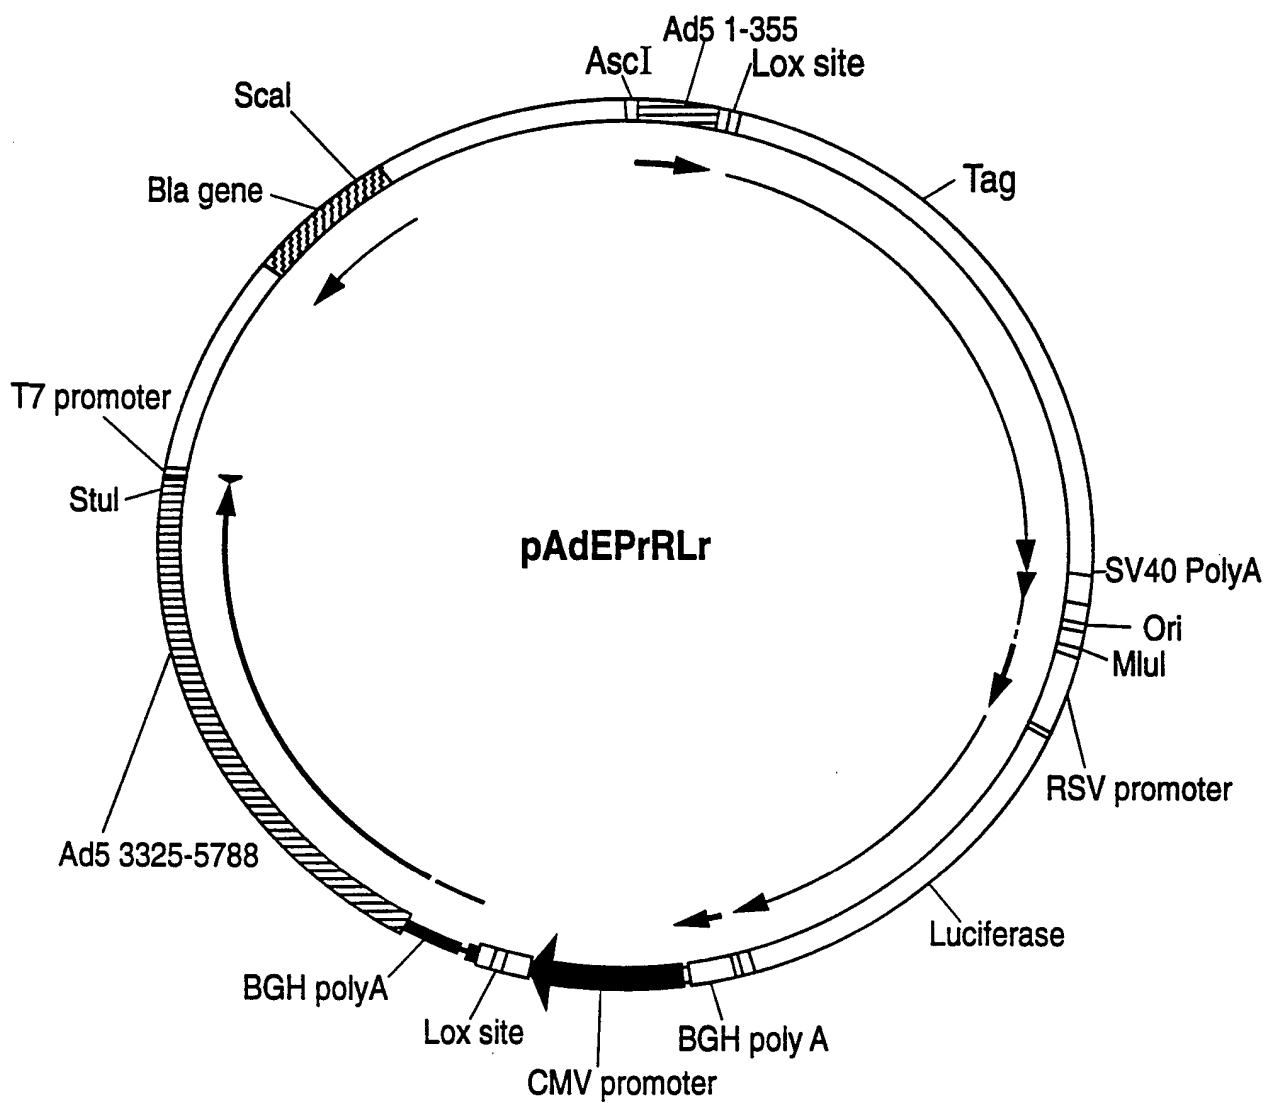 Ad5 1-355
AscI
Lox site
ScaI
Bla gene
Tag
T7 promoter
StuI
pAdEPrRLr
SV40 PolyA
Ori
MluI
RSV promoter
Ad5 3325-5788
Luciferase
BGH polyA
Lox site
BGH poly A
CMV promoter